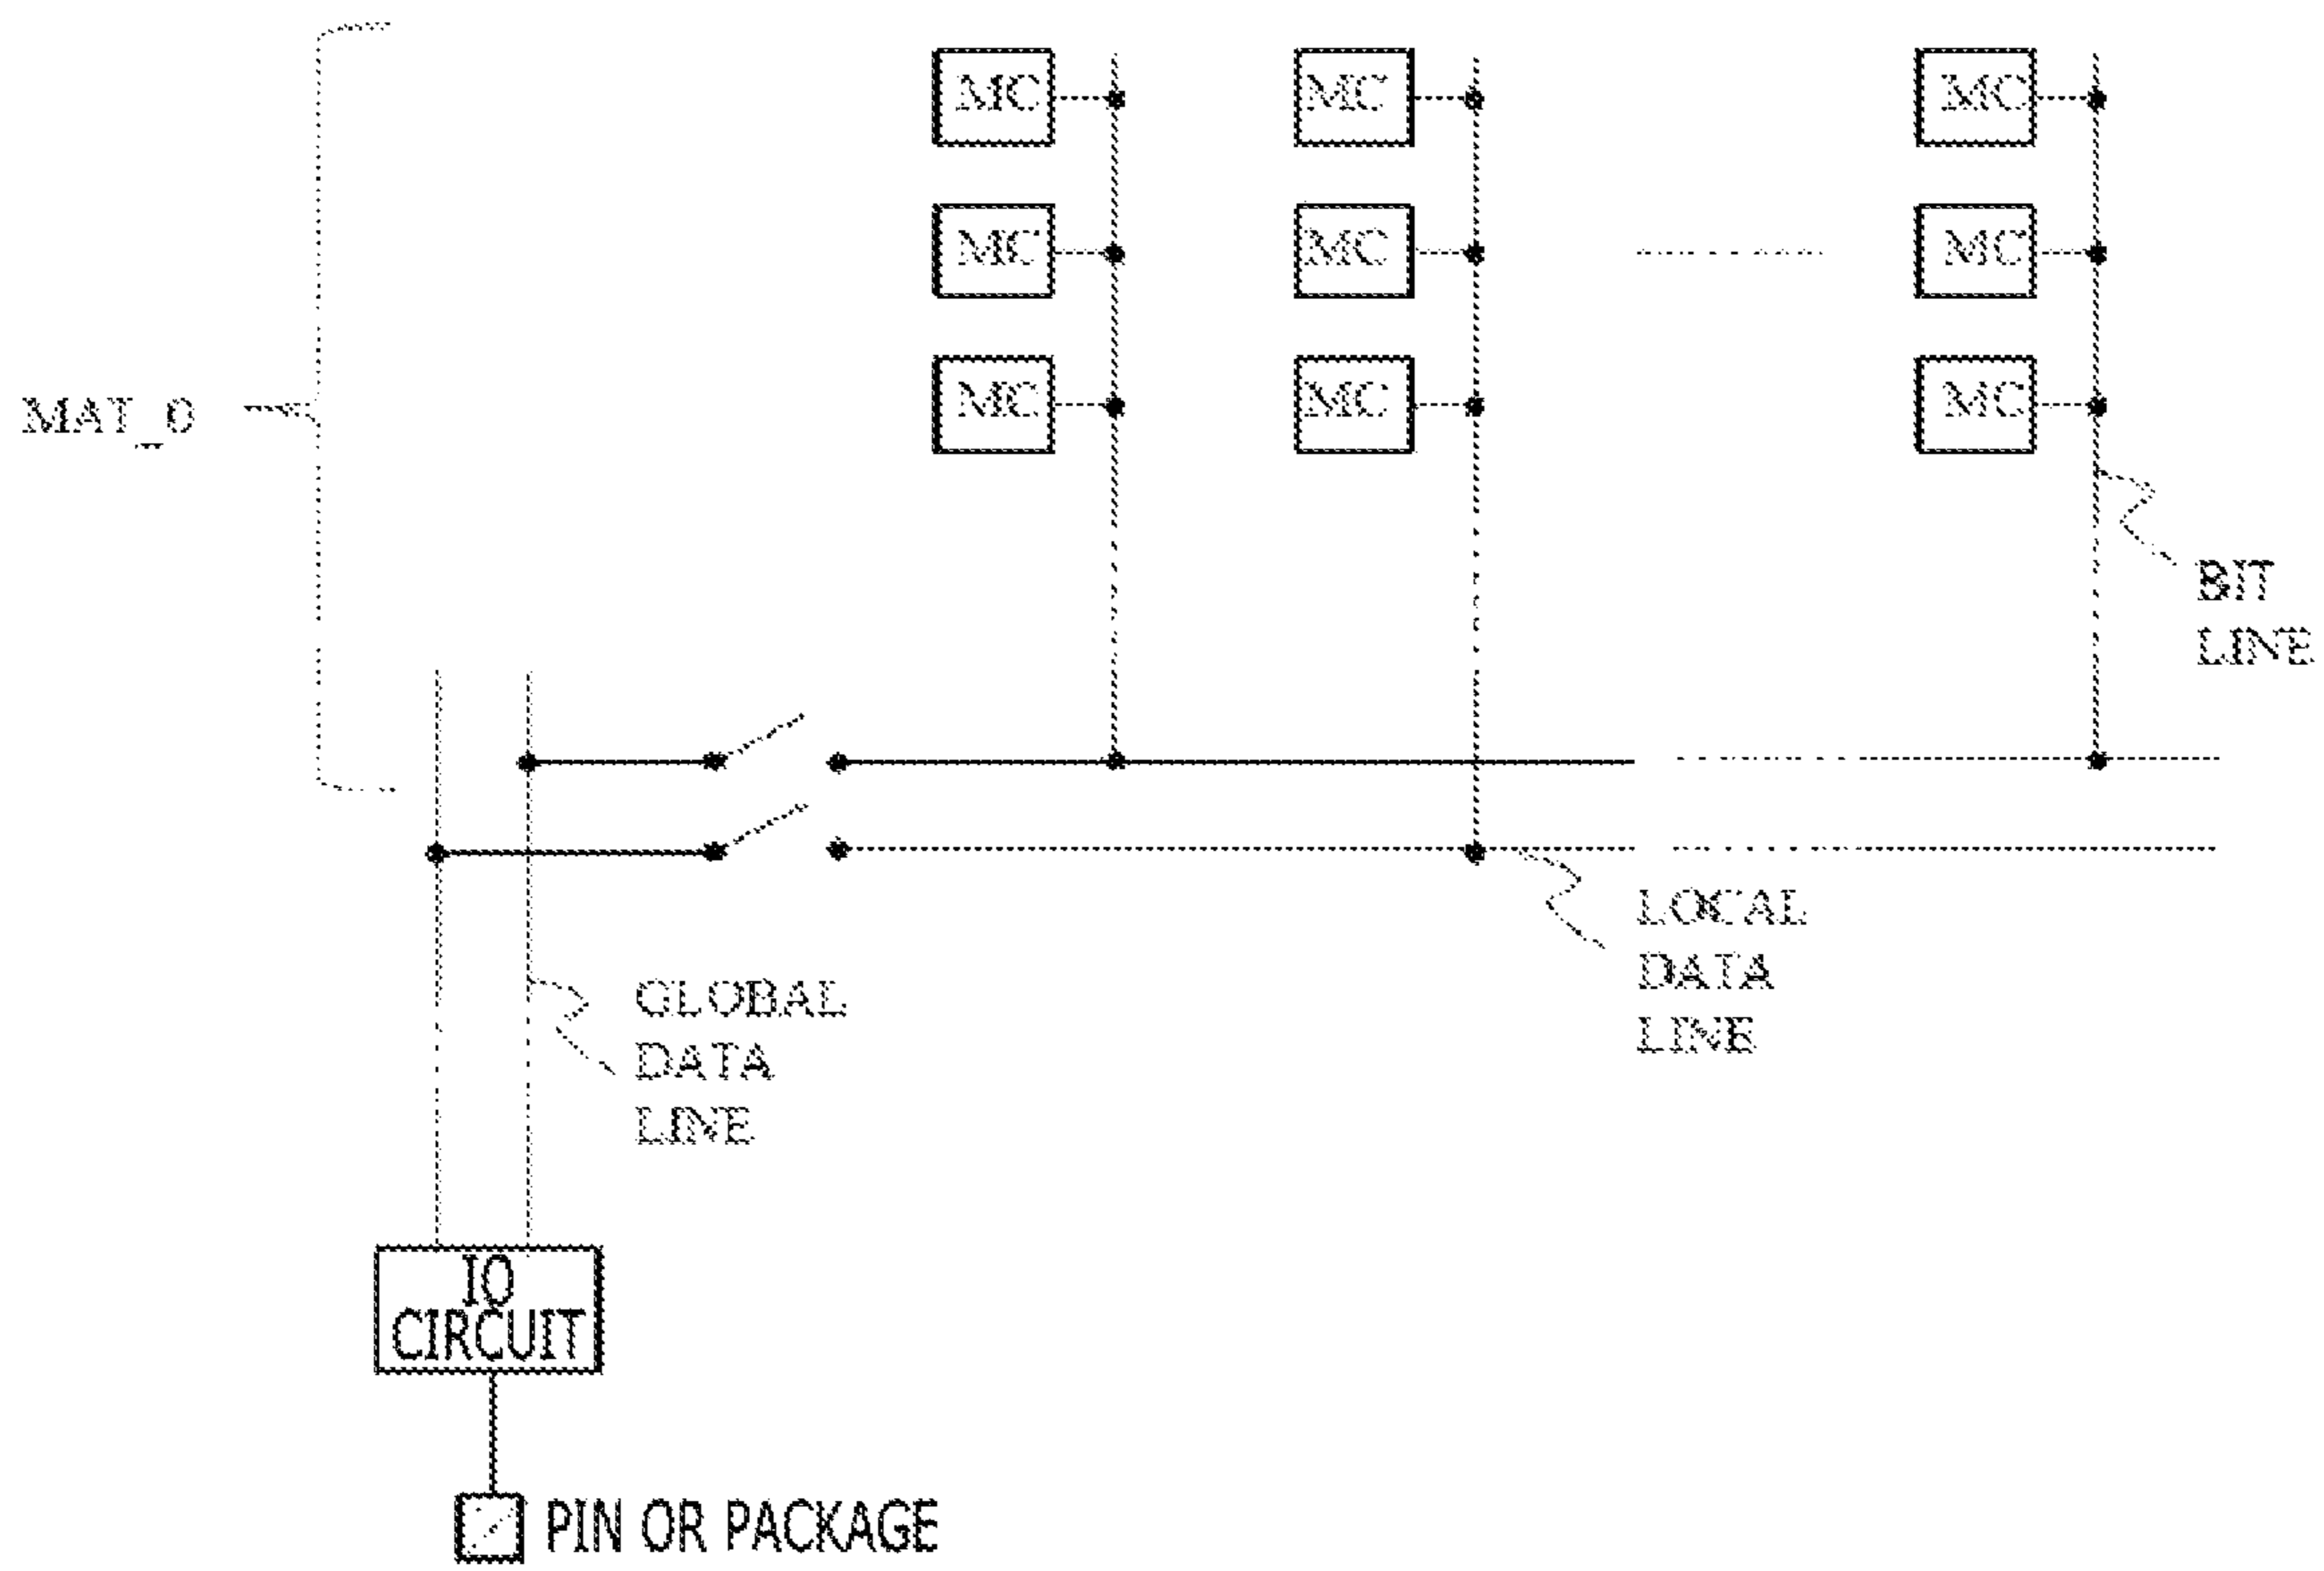 MC MC MC
MC MC MC
MAT_0
MC MC MC
BIT
LINE
LOCAL
DATA
LINE
GLOBAL
DATA
LINE
IO
CIRCUIT
PIN OR PACKAGE